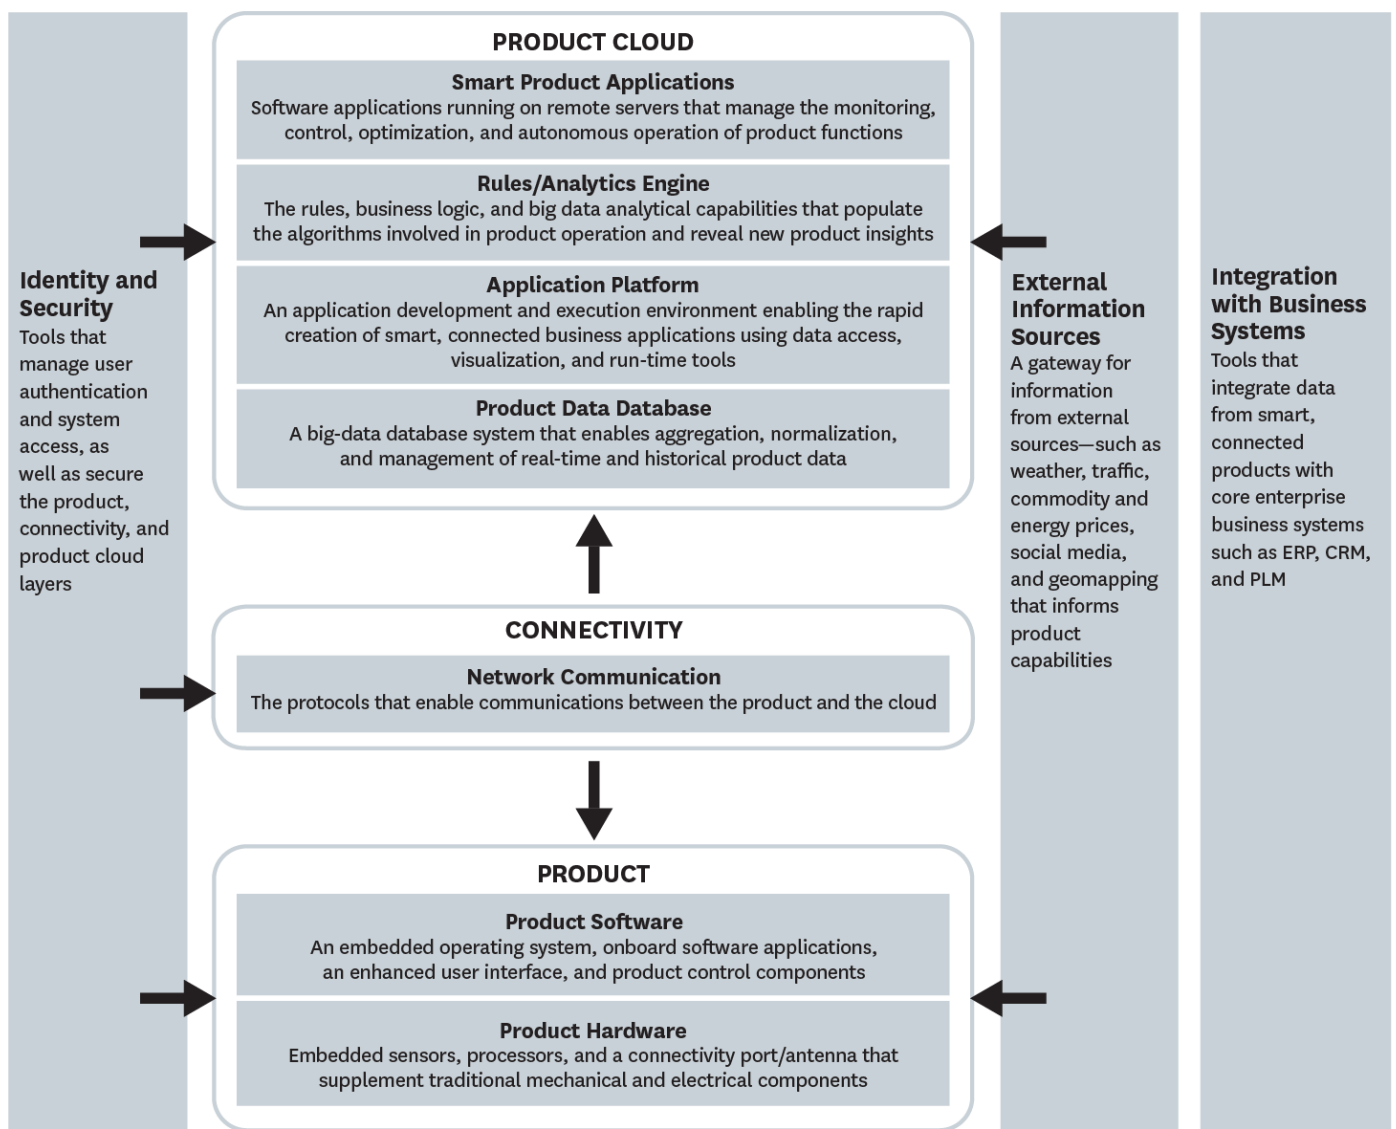 PRODUCT CLOUD
Smart Product Applications
Software applications running on remote servers that manage the monitoring,
control, optimization, and autonomous operation of product functions
Rules/Analytics Engine
The rules, business logic, and big data analytical capabilities that populate
the algorithms involved in product operation and reveal new product insights
Application Platform
An application development and execution environment enabling the rapid
creation of smart, connected business applications using data access,
visualization, and run-time tools
Product Data Database
A big-data database system that enables aggregation, normalization,
and management of real-time and historical product data
Identity and
Security
Tools that
manage user
authentication
and system
access, as
well as secure
the product,
connectivity, and
product cloud
layers
External
Information
Sources
A gateway for
information
from external
sources—such as
weather, traffic,
commodity and
energy prices,
social media,
and geomapping
that informs
product
capabilities
Integration
with Business
Systems
Tools that
integrate data
from smart,
connected
products with
core enterprise
business systems
such as ERP, CRM,
and PLM
CONNECTIVITY
Network Communication
The protocols that enable communications between the product and the cloud
PRODUCT
Product Software
An embedded operating system, onboard software applications,
an enhanced user interface, and product control components
Product Hardware
Embedded sensors, processors, and a connectivity port/antenna that
supplement traditional mechanical and electrical components